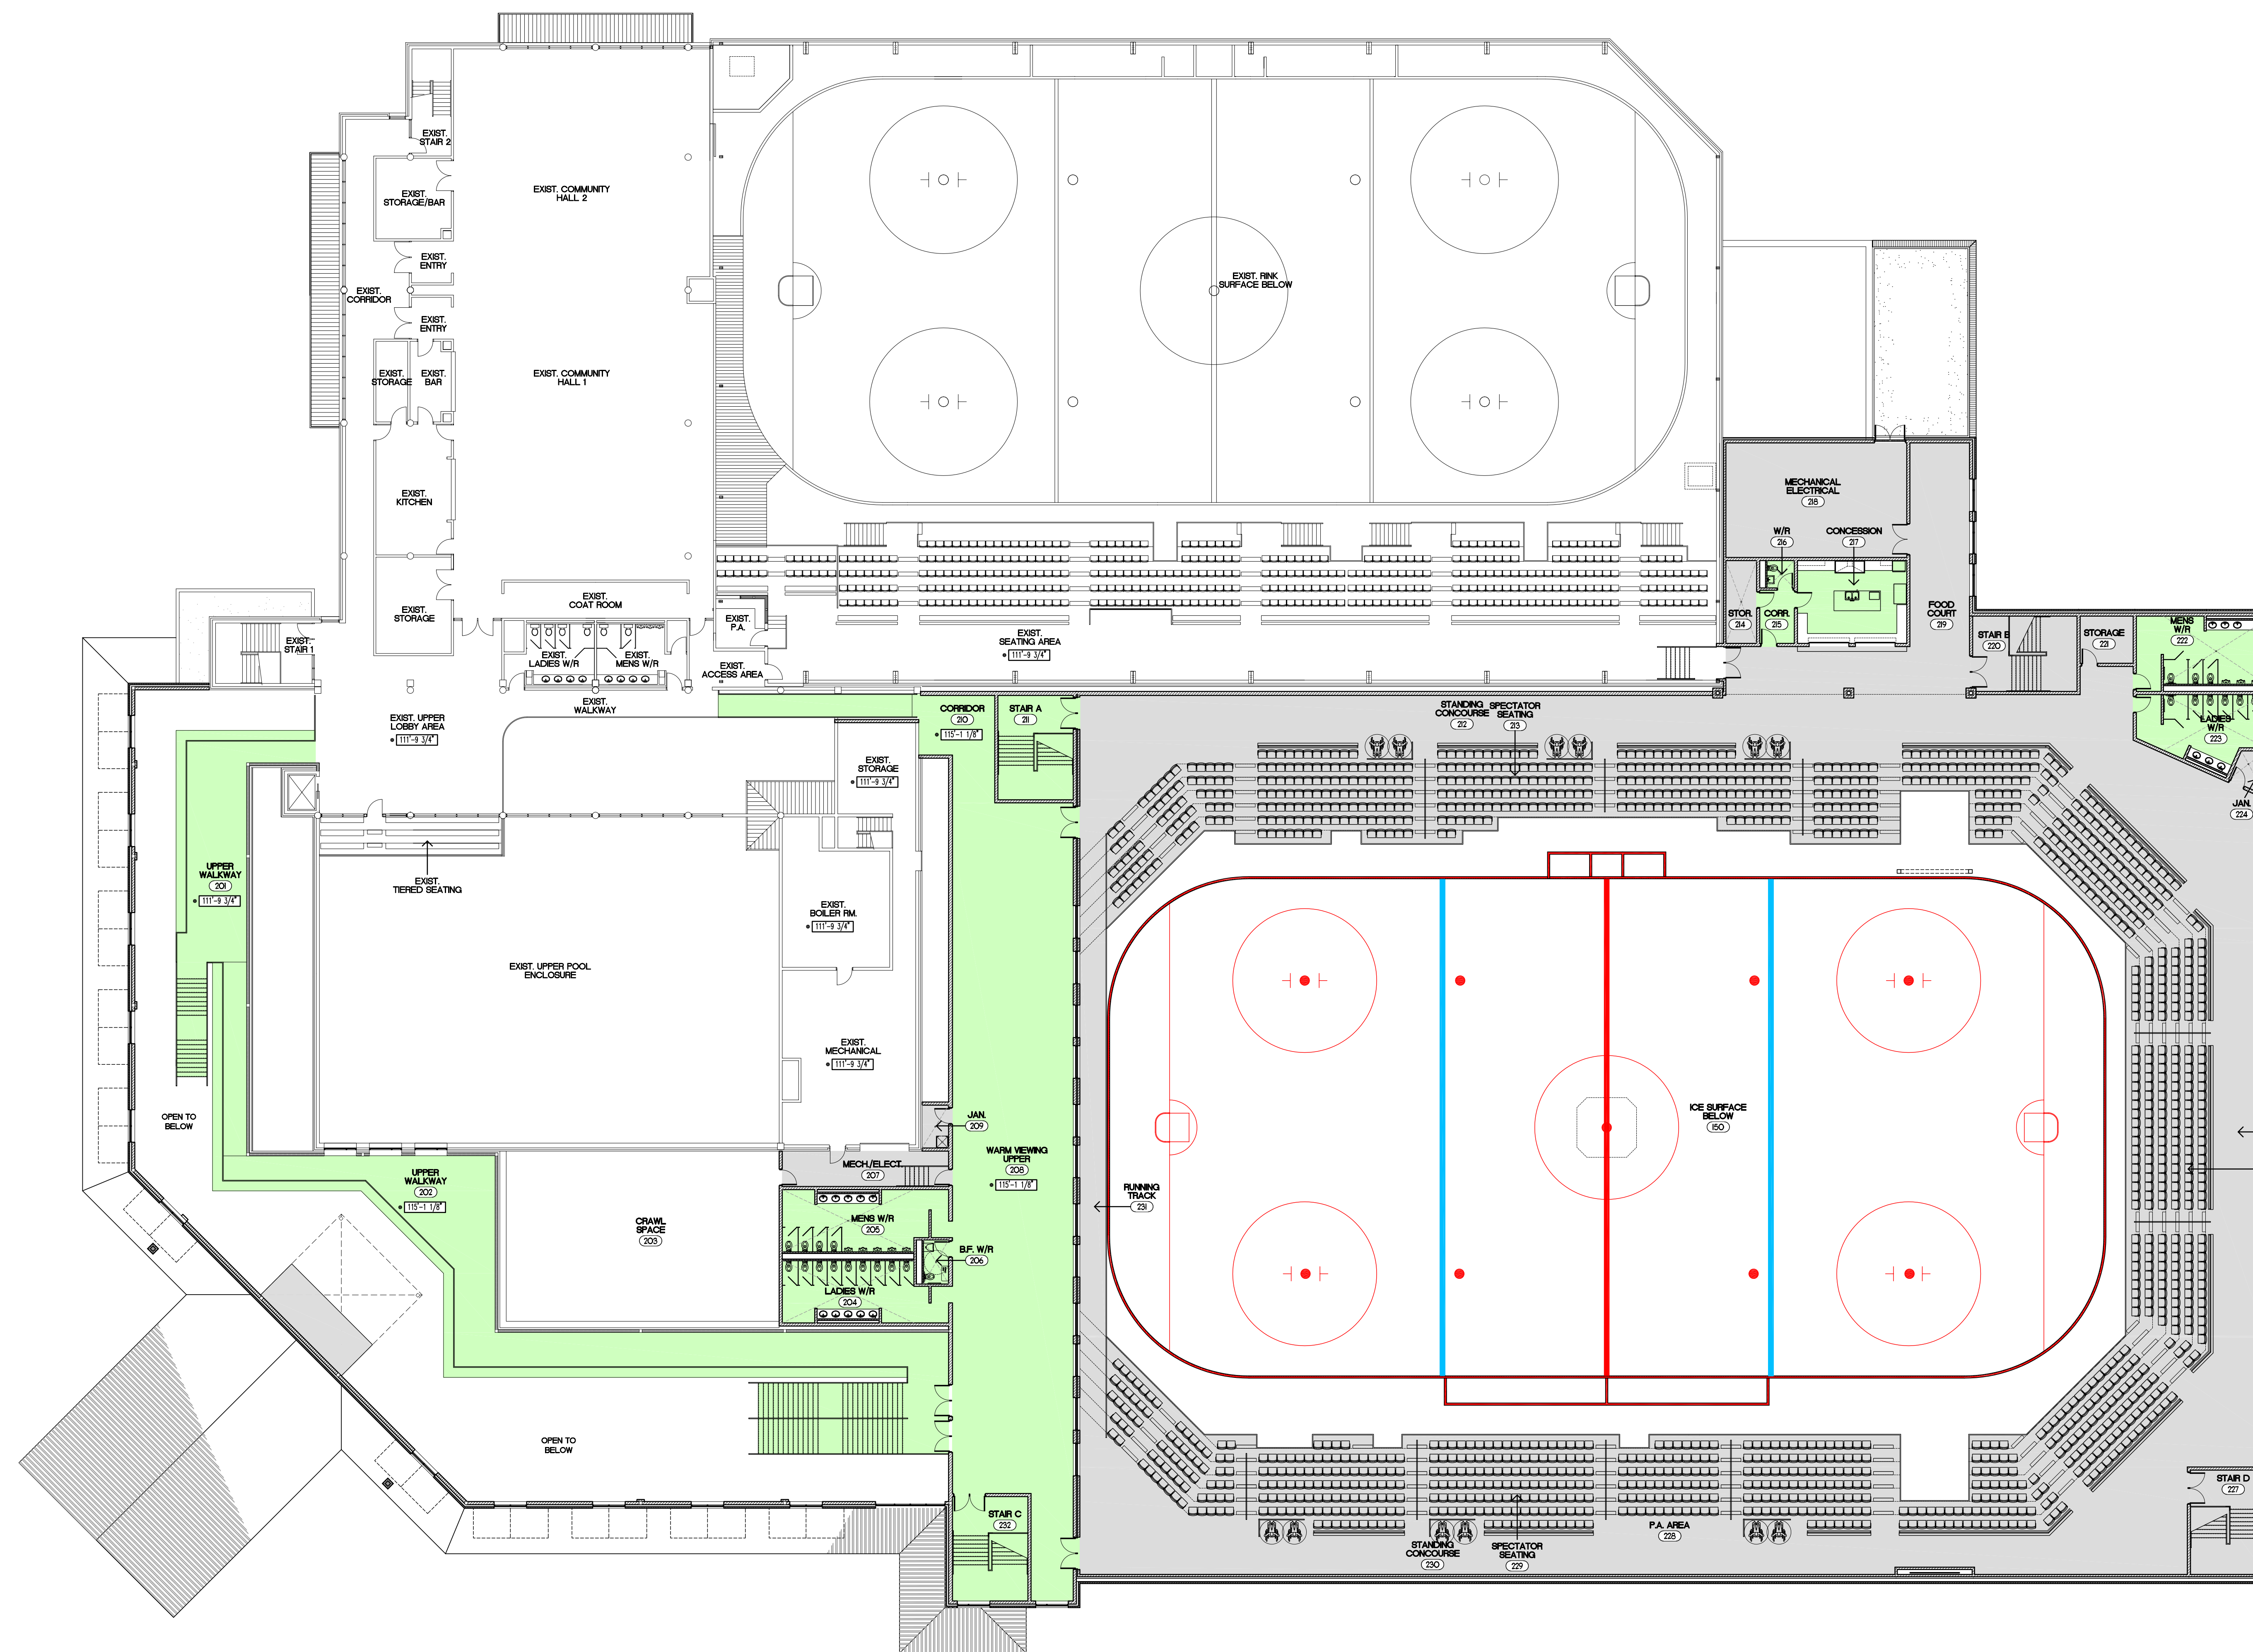 EXIST.
STAIR 2
EXIST.
STORAGE/BAR
EXIST. COMMUNITY
HALL 2
EXIST.
ENTRY
EXIST.
CORRIDOR
EXIST.
ENTRY
EXIST. RINK
SURFACE BELOW
EXIST.
STORAGE
EXIST.
BAR
EXIST. COMMUNITY
HALL 1
EXIST.
KITCHEN
MECHANICAL
ELECTRICAL
218
W/R
216
CONCESSION
217
EXIST.
STORAGE
EXIST.
COAT ROOM
EXIST.
P.A.
EXIST.
SEATING AREA
111'-9 3/4"
STOR.
214
CORR.
215
FOOD
COURT
219
EXIST.
STAIR 1
EXIST.
LADIES W/R
EXIST.
MENS W/R
EXIST.
ACCESS AREA
STAIR B
220
STORAGE
221
MENS
W/R
222
EXIST.
WALKWAY
EXIST. UPPER
LOBBY AREA
111'-9 3/4"
CORRIDOR
210
115'-1 1/8"
STAIR A
211
STANDING
CONCOURSE
212
SPECTATOR
SEATING
213
LADIES
W/R
223
EXIST.
STORAGE
111'-9 3/4"
JAN.
224
UPPER
WALKWAY
201
111'-9 3/4"
EXIST.
TIERED SEATING
EXIST.
BOILER RM.
111'-9 3/4"
EXIST. UPPER POOL
ENCLOSURE
EXIST.
MECHANICAL
111'-9 3/4"
OPEN TO
BELOW
JAN.
209
ICE SURFACE
BELOW
150
UPPER
WALKWAY
202
115'-1 1/8"
MECH./ELECT.
207
WARM VIEWING
UPPER
208
115'-1 1/8"
RUNNING
TRACK
231
CRAWL
SPACE
203
MENS W/R
205
B.F. W/R
206
LADIES W/R
204
OPEN TO
BELOW
STAIR C
232
STAIR D
227
P.A. AREA
228
STANDING
CONCOURSE
230
SPECTATOR
SEATING
229